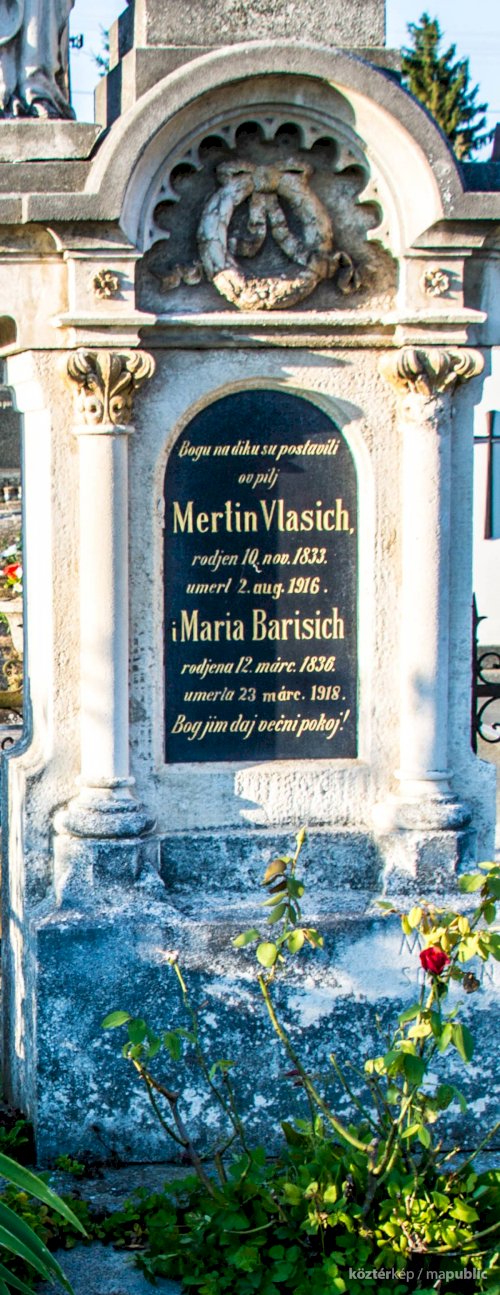 Bogu na diku su postavili
ov pilj
Mertin Vlasich,
rodjen 10. nov. 1833.
umerl 2. aug. 1916.
i Maria Barisich
rodjena 12. márc. 1836.
umerla 23 márc. 1918.
Bog jim daj večni pokoj!
köztérkép / mapublic